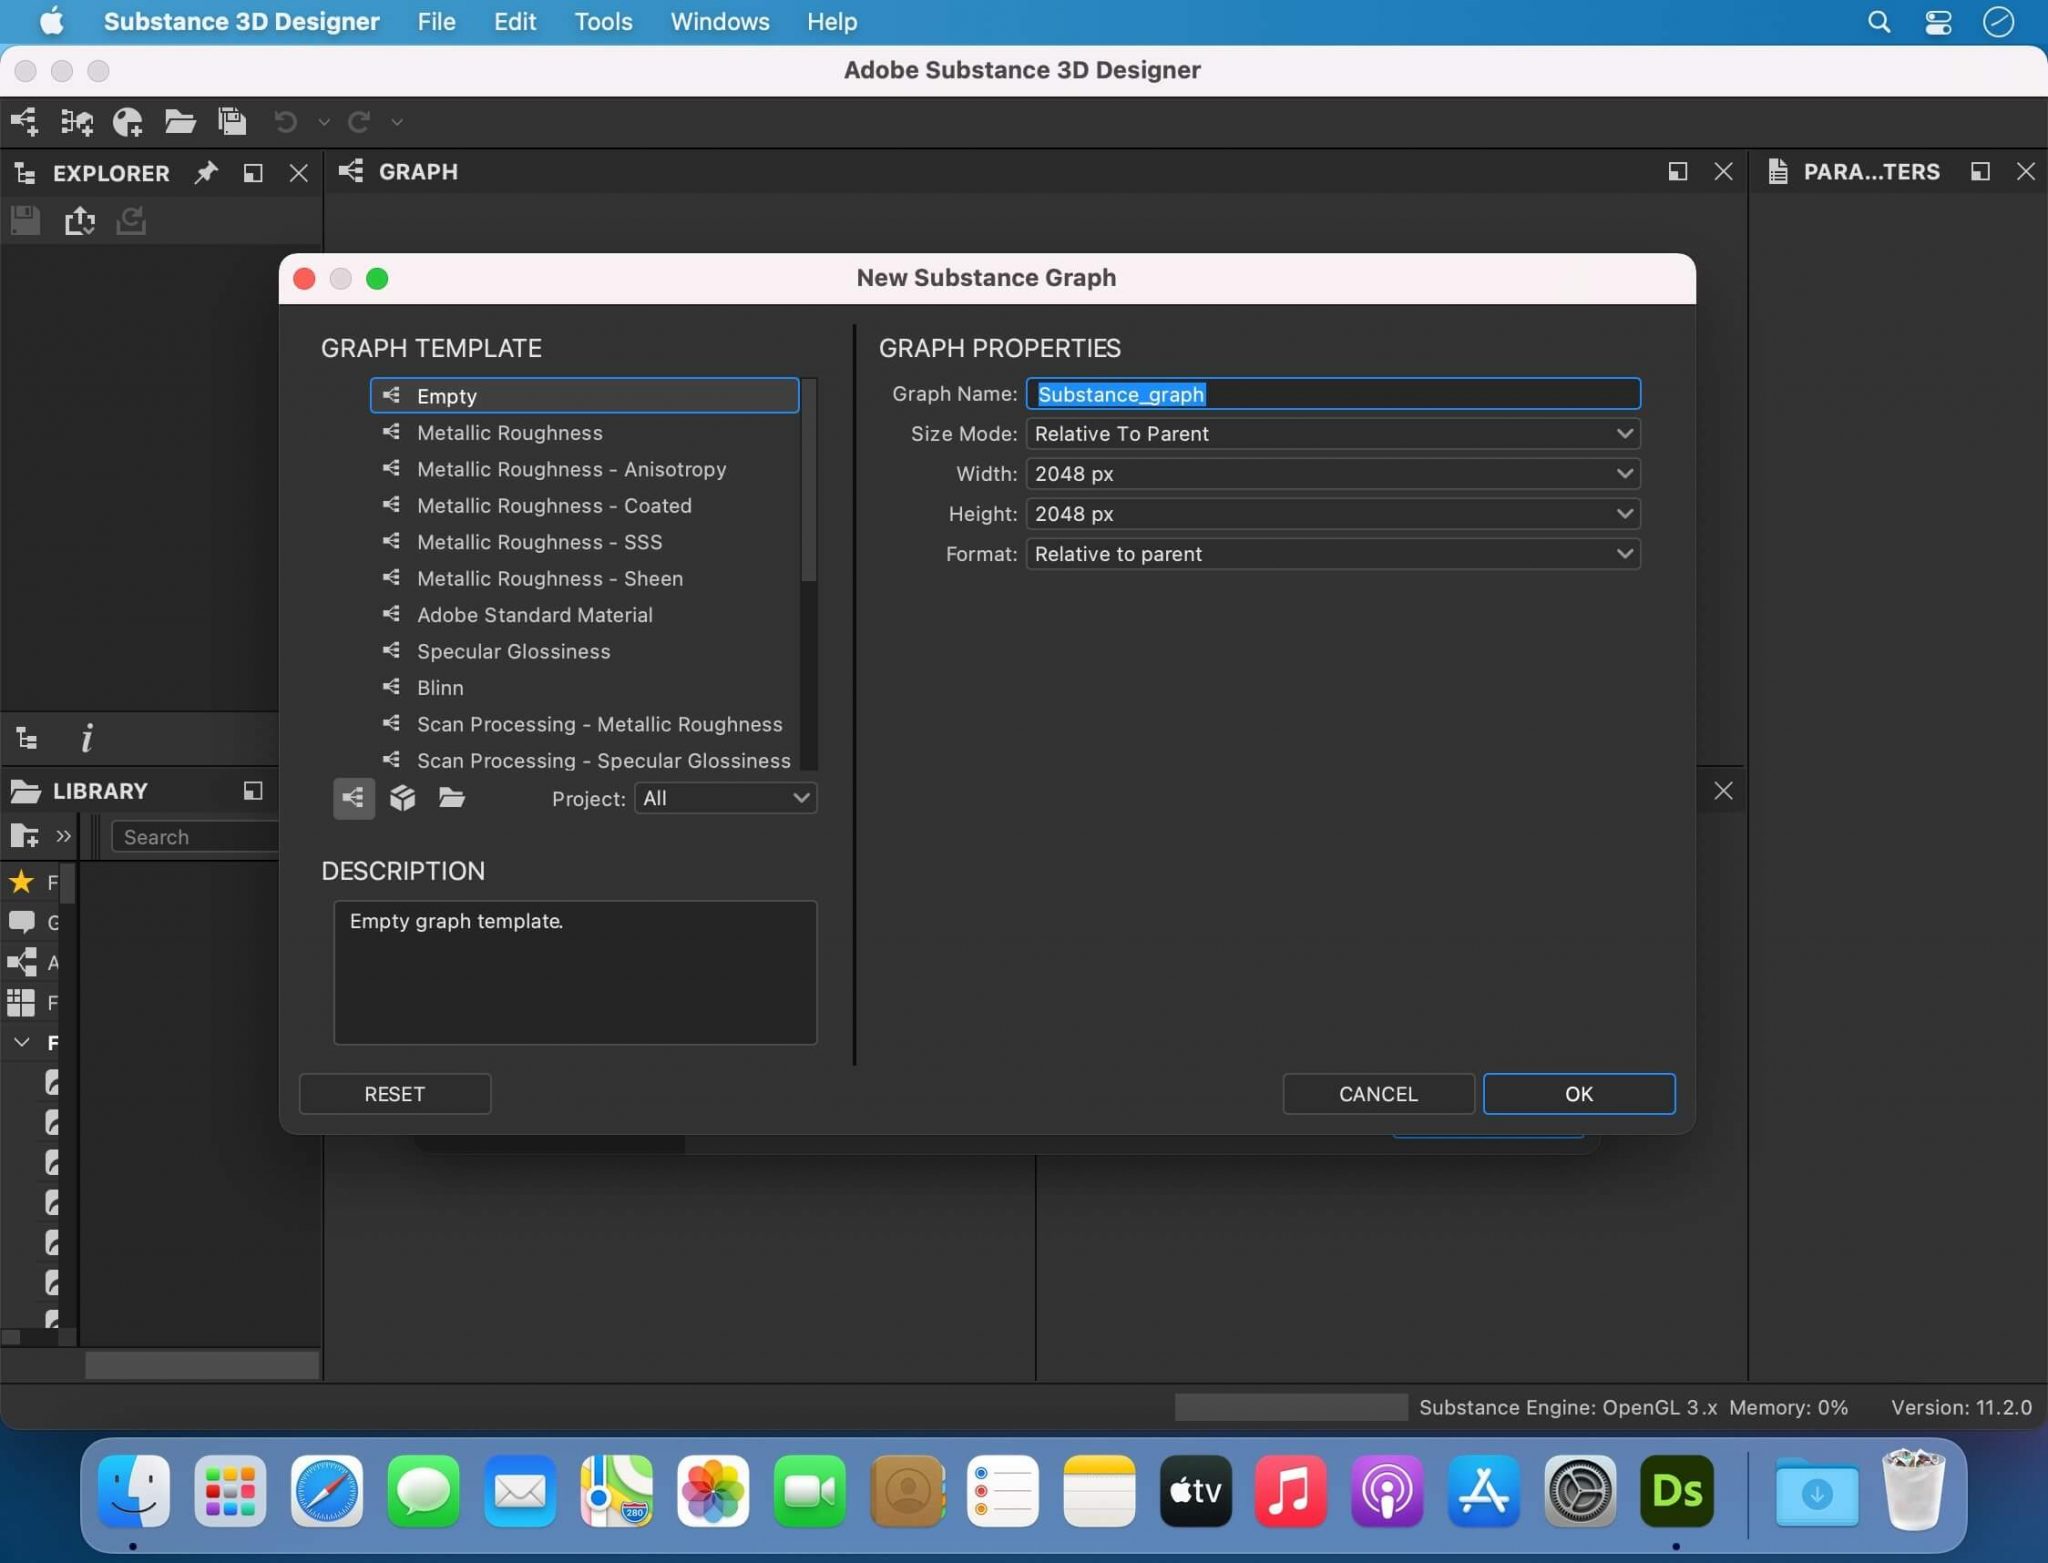 Substance 3D Designer File Edit Tools Windows Help
Adobe Substance 3D Designer
EXPLORER
GRAPH
PARA...TERS
New Substance Graph
GRAPH TEMPLATE
Empty
Metallic Roughness
Metallic Roughness - Anisotropy
Metallic Roughness - Coated
Metallic Roughness - SSS
Metallic Roughness - Sheen
Adobe Standard Material
Specular Glossiness
Blinn
Scan Processing - Metallic Roughness
Scan Processing - Specular Glossiness
Project: All
DESCRIPTION
Empty graph template.
GRAPH PROPERTIES
Graph Name: Substance_graph
Size Mode: Relative To Parent
Width: 2048 px
Height: 2048 px
Format: Relative to parent
RESET
CANCEL
OK
i
LIBRARY
Search
F
G
A
F
F
Substance Engine: OpenGL 3.x Memory: 0% Version: 11.2.0
280
tv
Ds